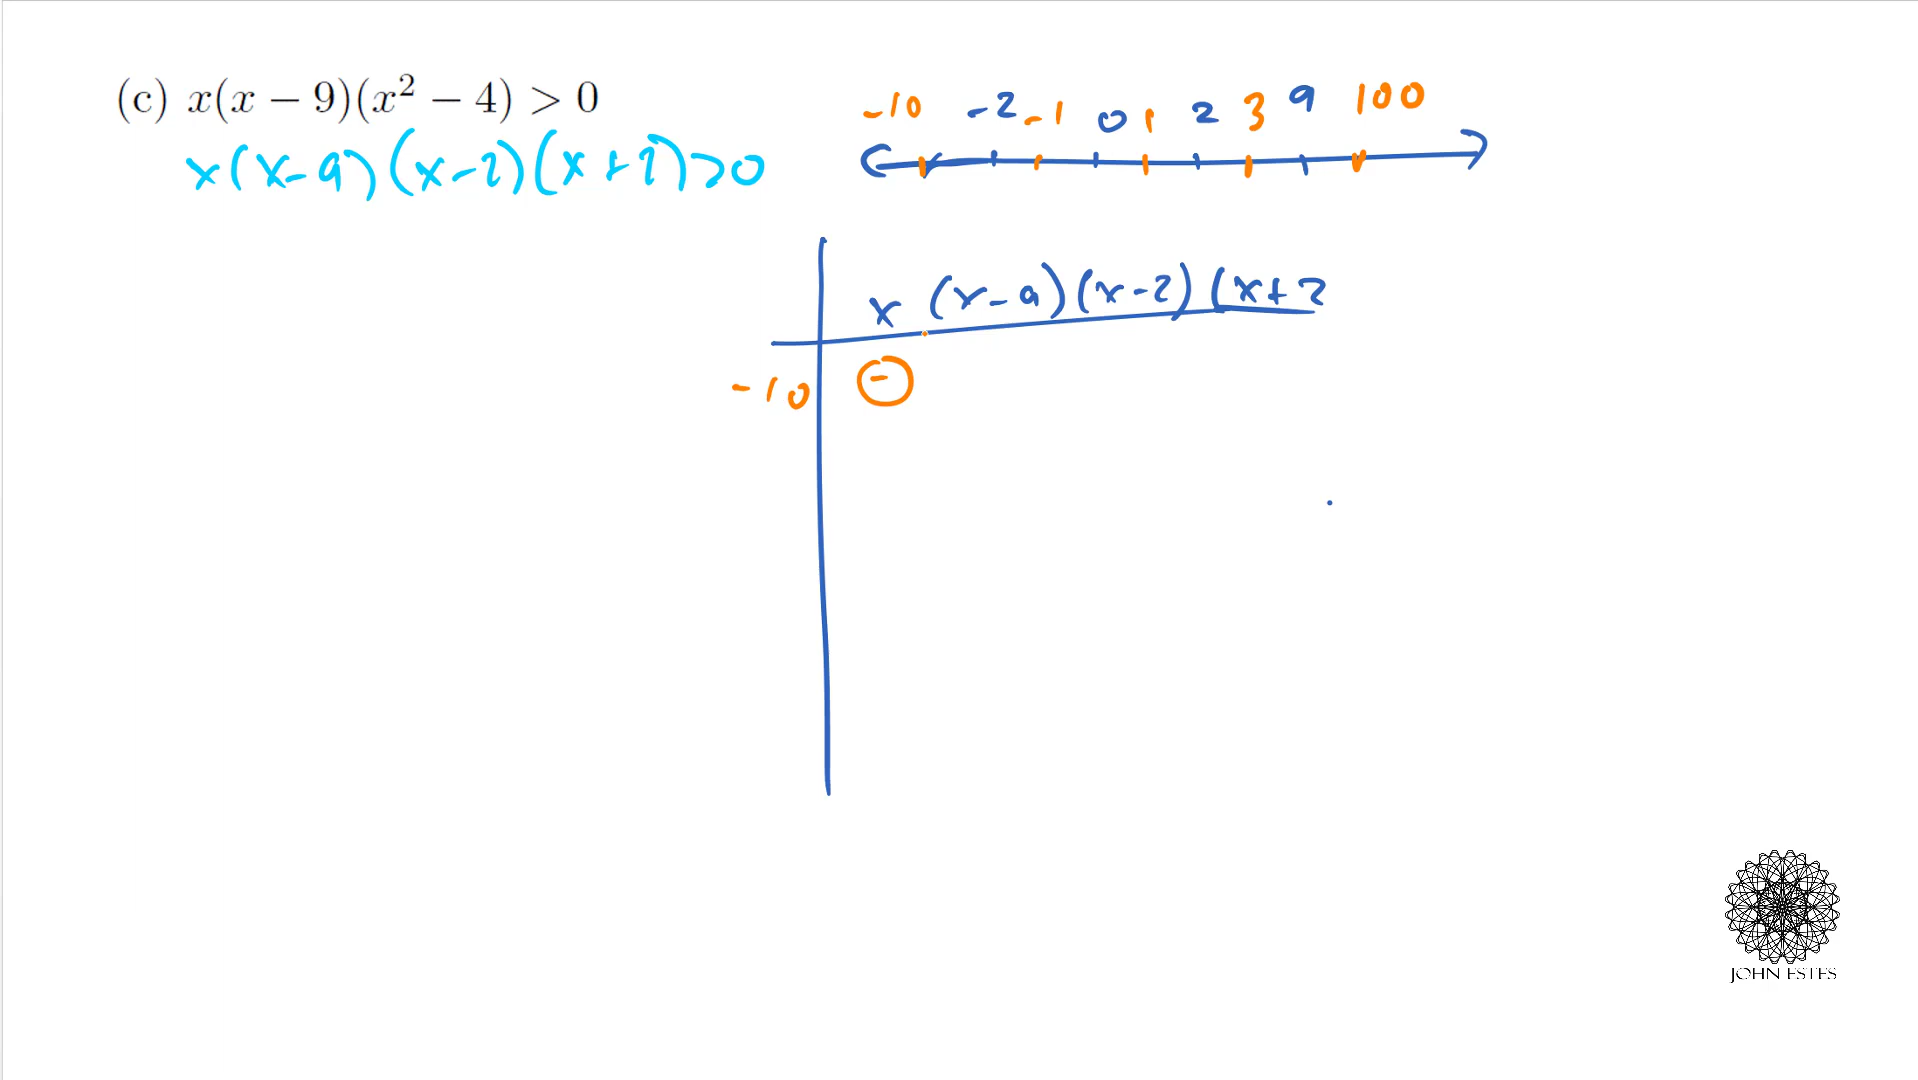 (c) x(x − 9)(x² − 4) > 0
x(x-9)(x-2)(x+2)>0
-10 -2 -1 0 1 2 3 9 100
x (x-9)(x-2)(x+2
-10 -
JOHN ESTES